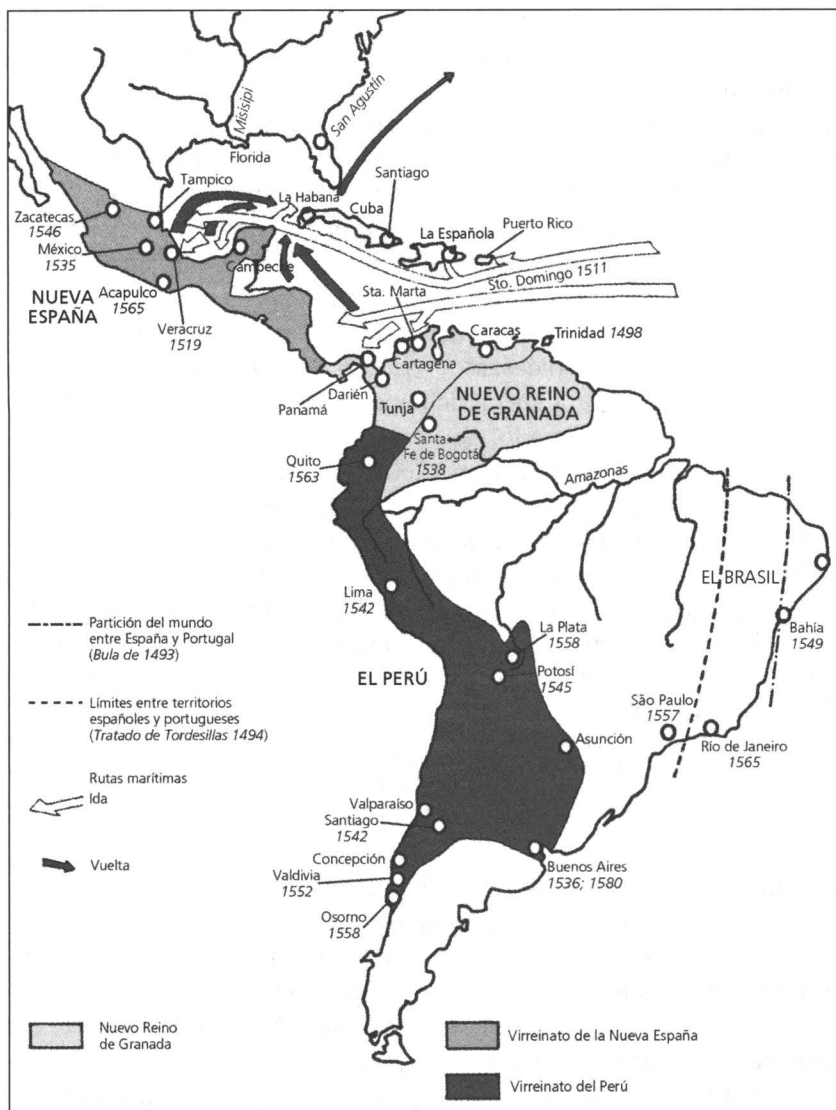 Misisipi
San Agustín
Florida
Tampico
La Habana
Santiago
Zacatecas
1546
Cuba
La Española
Puerto Rico
México
1535
Campeche
Sto. Domingo 1511
NUEVA
ESPAÑA
Acapulco
1565
Sta. Marta
Veracruz
1519
Caracas
Trinidad 1498
Cartagena
Darién
Panamá
Tunja
NUEVO REINO
DE GRANADA
Santa
Fe de Bogotá
1538
Quito
1563
Amazonas
EL BRASIL
Lima
1542
Partición del mundo
entre España y Portugal
(Bula de 1493)
La Plata
1558
Bahía
1549
EL PERÚ
Potosí
1545
Límites entre territorios
españoles y portugueses
(Tratado de Tordesillas 1494)
São Paulo
1557
Río de Janeiro
1565
Asunción
Rutas marítimas
Ida
Valparaíso
Santiago
1542
Vuelta
Concepción
Valdivia
1552
Buenos Aires
1536; 1580
Osorno
1558
Nuevo Reino
de Granada
Virreinato de la Nueva España
Virreinato del Perú